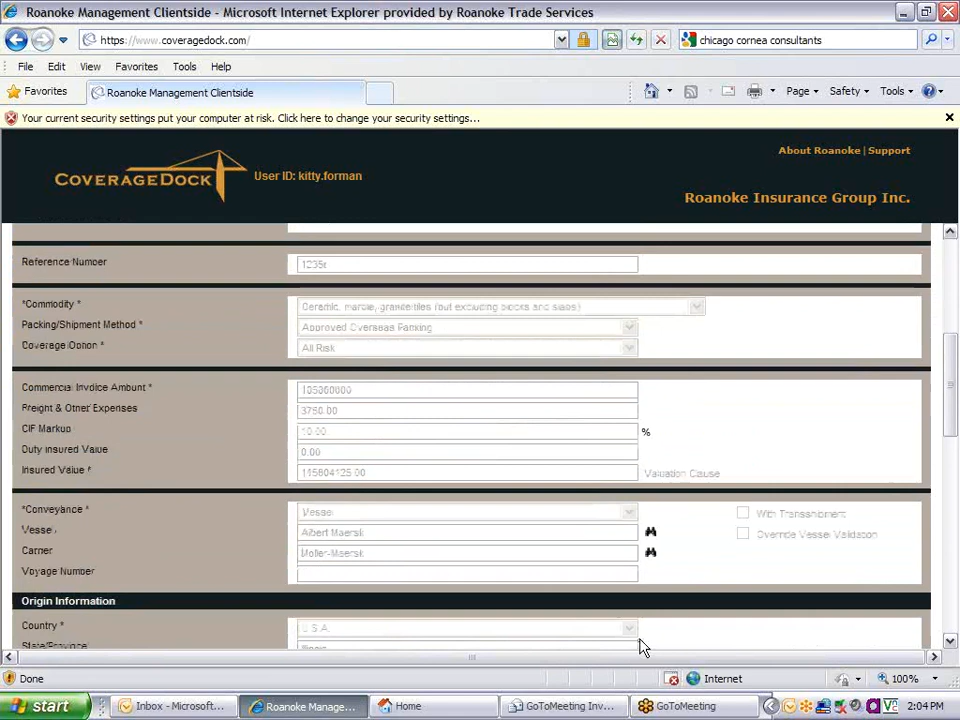 Roanoke Management Clientside - Microsoft Internet Explorer provided by Roanoke Trade Services
https://www.coveragedock.com/
chicago cornea consultants
File Edit View Favorites Tools Help
Favorites Roanoke Management Clientside Page Safety Tools
Your current security settings put your computer at risk. Click here to change your security settings...
About Roanoke | Support
COVERAGEDOCK User ID: kitty.forman
Roanoke Insurance Group Inc.
Reference Number
*Commodity * Ceramic, marble, granite tiles (but excluding blocks and slabs)
Packing/Shipment Method * Approved Overseas Packing
Coverage Option * All Risk
Commercial Invoice Amount *
Freight & Other Expenses 3750.00
CIF Markup 10.00 %
Duty Insured Value 0.00
Insured Value * Valuation Clause
*Conveyance * Vessel With Transshipment
Vessel Albert Maersk Override Vessel Validation
Carrier Moller-Maersk
Voyage Number
Origin Information
Country * U.S.A.
State/Province Illinois
Done Internet 100%
start Inbox - Microsoft... Roanoke Manage... Home GoToMeeting Inv... GoToMeeting 2:04 PM